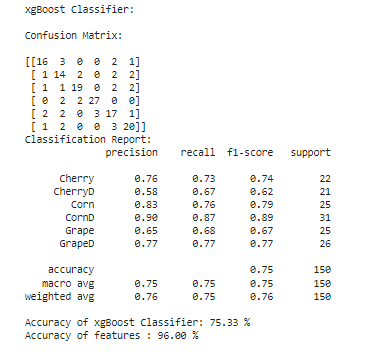 xgBoost Classifier:
Confusion Matrix:
[[16 3 0 0 2 1]
[ 1 14 2 0 2 2]
[ 1 1 19 0 2 2]
[ 0 2 2 27 0 0]
[ 2 2 0 3 17 1]
[ 1 2 0 0 3 20]]
Classification Report:
precision recall f1-score support
Cherry 0.76 0.73 0.74 22
CherryD 0.58 0.67 0.62 21
Corn 0.83 0.76 0.79 25
CornD 0.90 0.87 0.89 31
Grape 0.65 0.68 0.67 25
GrapeD 0.77 0.77 0.77 26
accuracy 0.75 150
macro avg 0.75 0.75 0.75 150
weighted avg 0.76 0.75 0.76 150
Accuracy of xgBoost Classifier: 75.33 %
Accuracy of features : 96.00 %